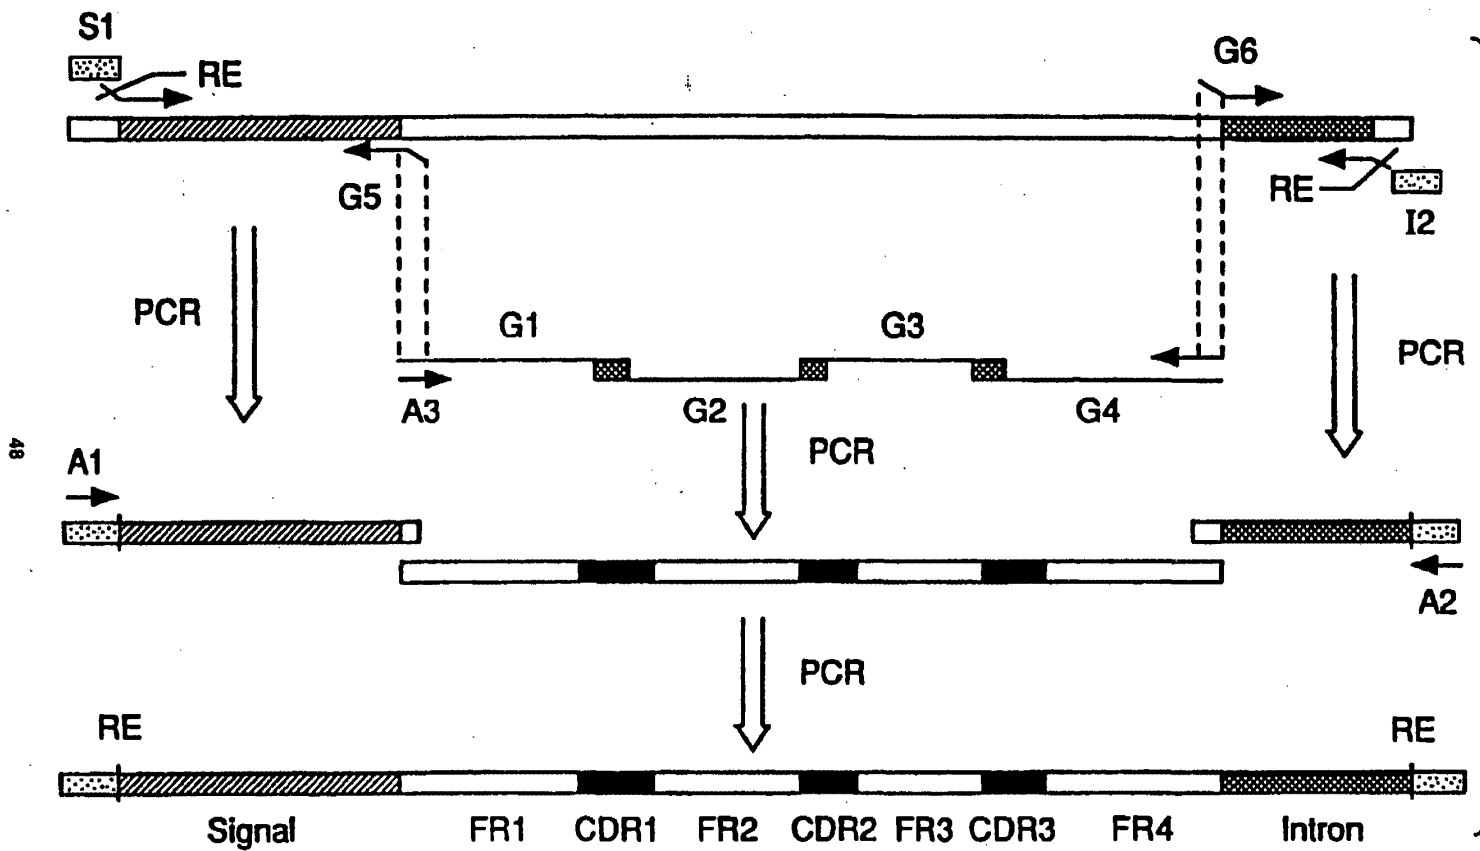 S1
RE
G6
G5
RE
I2
PCR
G1
G3
PCR
A3
G2
G4
PCR
48
A1
A2
PCR
RE
RE
Signal
FR1
CDR1
FR2
CDR2
FR3
CDR3
FR4
Intron